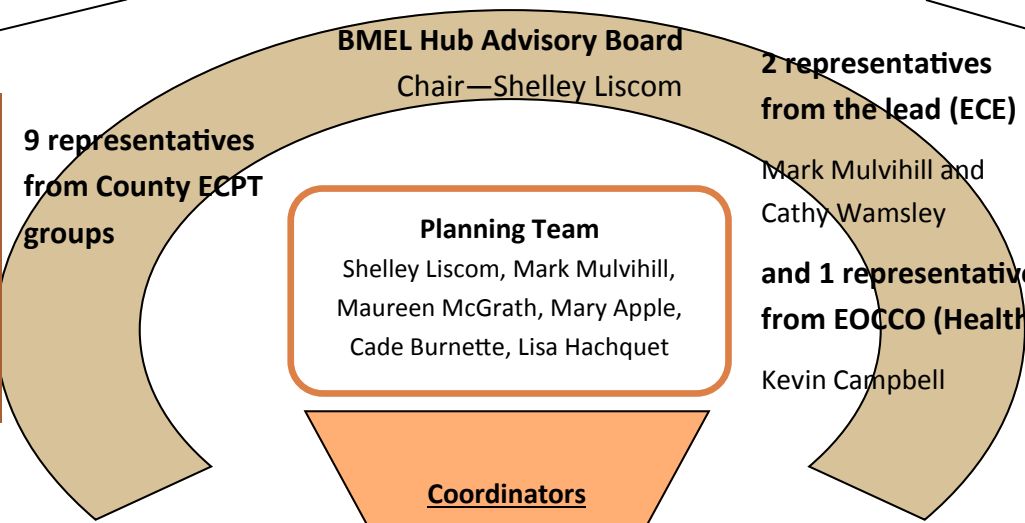 BMEL Hub Advisory Board
Chair—Shelley Liscom
9 representatives
from County ECPT
groups
Planning Team
Shelley Liscom, Mark Mulvihill,
Maureen McGrath, Mary Apple,
Cade Burnette, Lisa Hachquet
2 representatives
from the lead (ECE)
Mark Mulvihill and
Cathy Wamsley
and 1 representative
from EOCCO (Health
Kevin Campbell
Coordinators